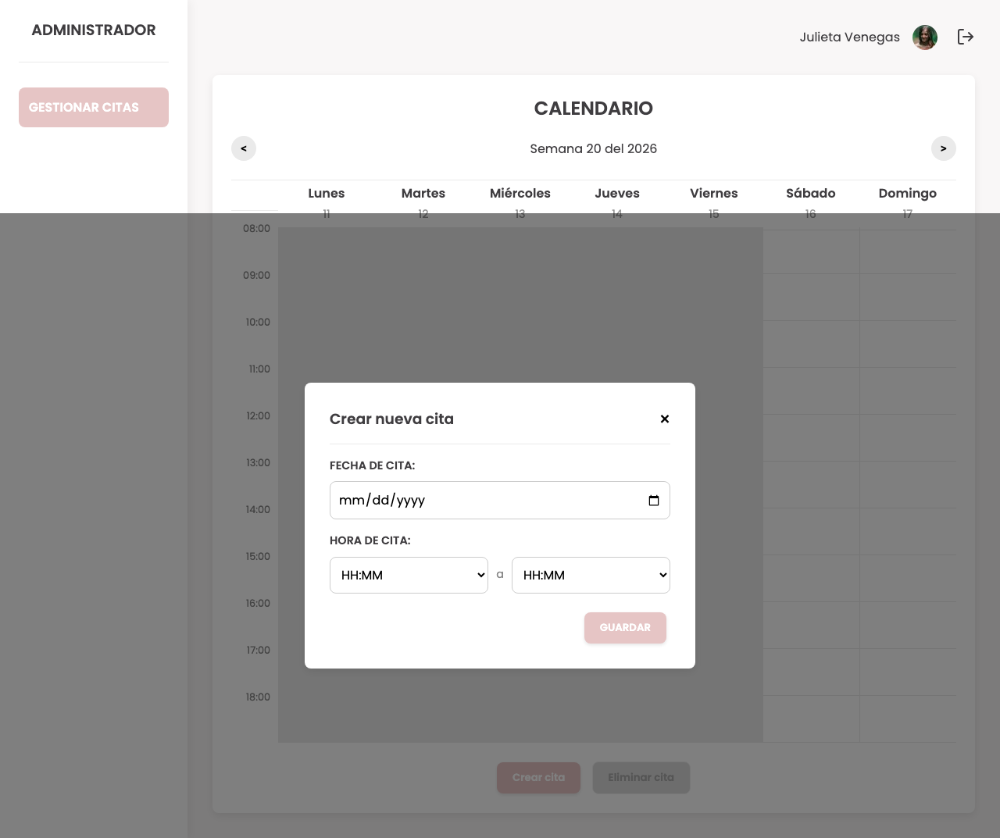 ADMINISTRADOR
GESTIONAR CITAS
Julieta Venegas
CALENDARIO
< Semana 20 del 2026 >
Lunes Martes Miércoles Jueves Viernes Sábado Domingo
11 12 13 14 15 16 17
08:00
09:00
10:00
11:00
12:00
13:00
14:00
15:00
16:00
17:00
18:00
Crear nueva cita ×
FECHA DE CITA:
mm/dd/yyyy
HORA DE CITA:
HH:MM a HH:MM
GUARDAR
Crear cita Eliminar cita